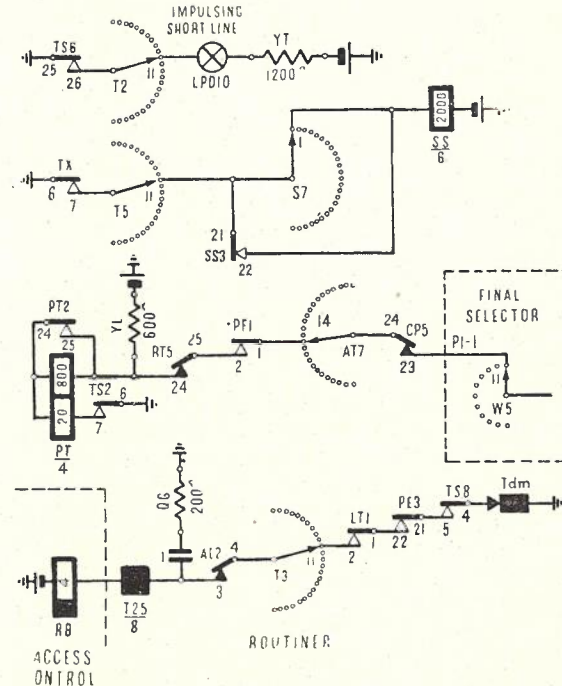 IMPULSING
SHORT LINE
YT
TS6
25 26
T2
11
LPD10
1200
2000
SS
6
TX
6 7
T5
11
1
S7
21
SS3
22
PT2
24 25
YL
600
RT5
25
24
PF1
2 1
14
AT7
24
CP5
23
FINAL
SELECTOR
P1-1
11
W5
800
20
TS2
6
7
PT
4
QG
200
1
4
3
T3
11
LT1
2 1
PE3
22 21
TS8
5 4
Tdm
RB
T25
8
ROUTINER
ACCESS
ONTROL